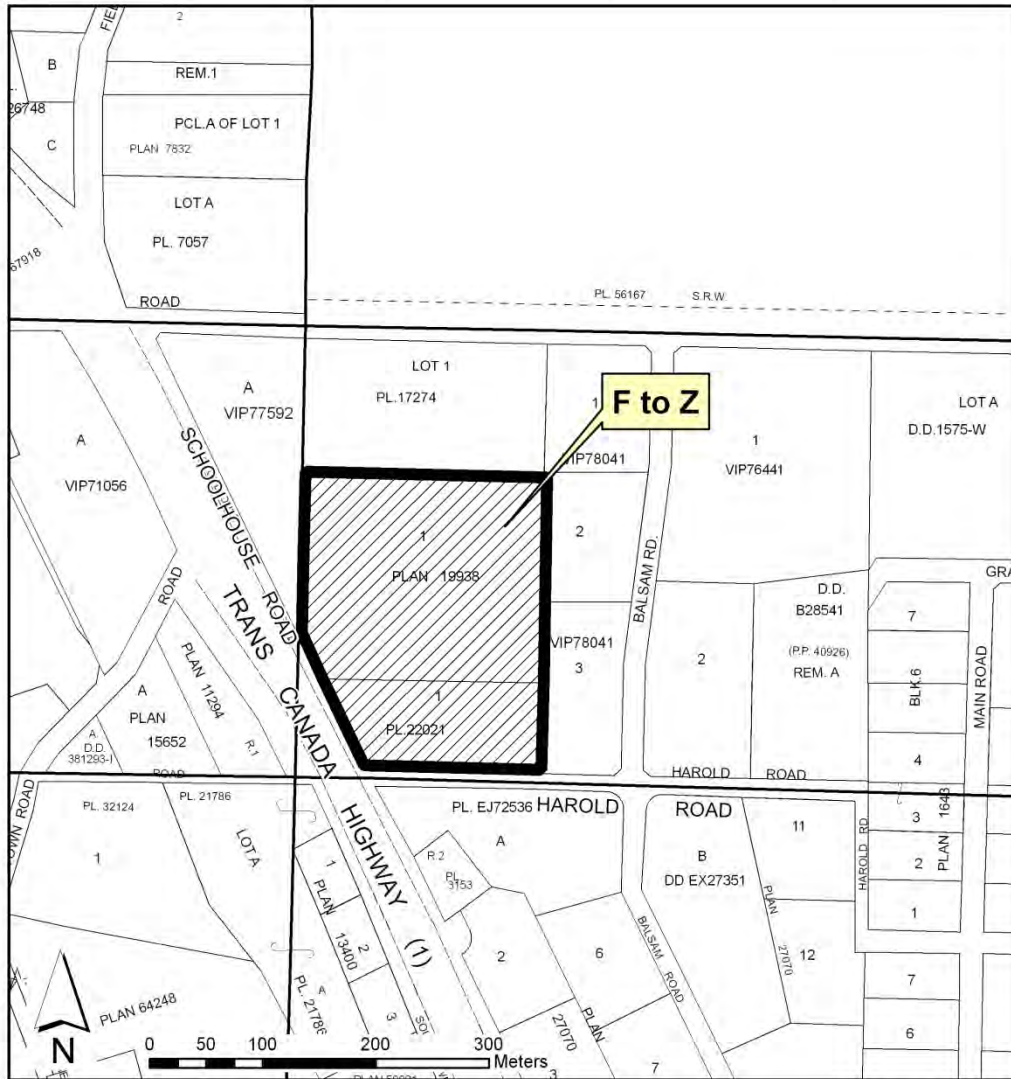 2
FIE
B
REM.1
26748
PCL.A OF LOT 1
C
PLAN 7832
LOT A
PL. 7057
67918
ROAD
PL. 56167 S.R.W.
LOT 1
PL.17274
A
VIP77592
1
F to Z
LOT A
D.D.1575-W
A
VIP71056
SCHOOLHOUSE ROAD
VIP78041
1
VIP76441
1
PLAN 19938
2
BALSAM RD.
ROAD
TRANS CANADA HIGHWAY (1)
GRA
D.D.
B28541
(P.P. 40926)
REM. A
7
BLK.6
MAIN ROAD
PLAN 11294
R.1
VIP78041
3
2
1
PL.22021
A
PLAN
15652
A
D.D.
381293-I
ROAD
4
HAROLD ROAD
OWN ROAD
PL. 32124
1
PL. 21786
LOT A
PL. EJ72536
HAROLD ROAD
A
B
DD EX27351
11
HAROLD RD
3
PLAN 1643
2
1
1
PLAN
13400
2
3
R.2
PL.
3153
2
6
BALSAM ROAD
PLAN
27070
12
A
PL. 21786
PLAN
27070
3
7
7
6
PLAN 64248
N
0 50 100 200 300
Meters